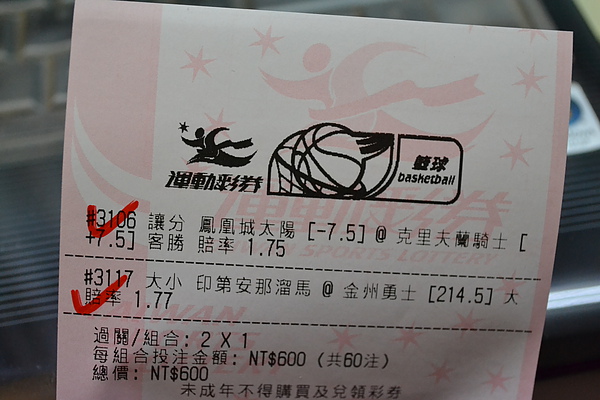 運動彩券
籃球
basketball
#3106 讓分 鳳凰城太陽 [-7.5] @ 克里夫蘭騎士 [
+7.5] 客勝 賠率 1.75
#3117 大小 印第安那溜馬 @ 金州勇士 [214.5] 大
賠率 1.77
過關/組合: 2 X 1
每組合投注金額: NT$600 (共60注)
總價: NT$600
未成年不得購買及兌領彩券